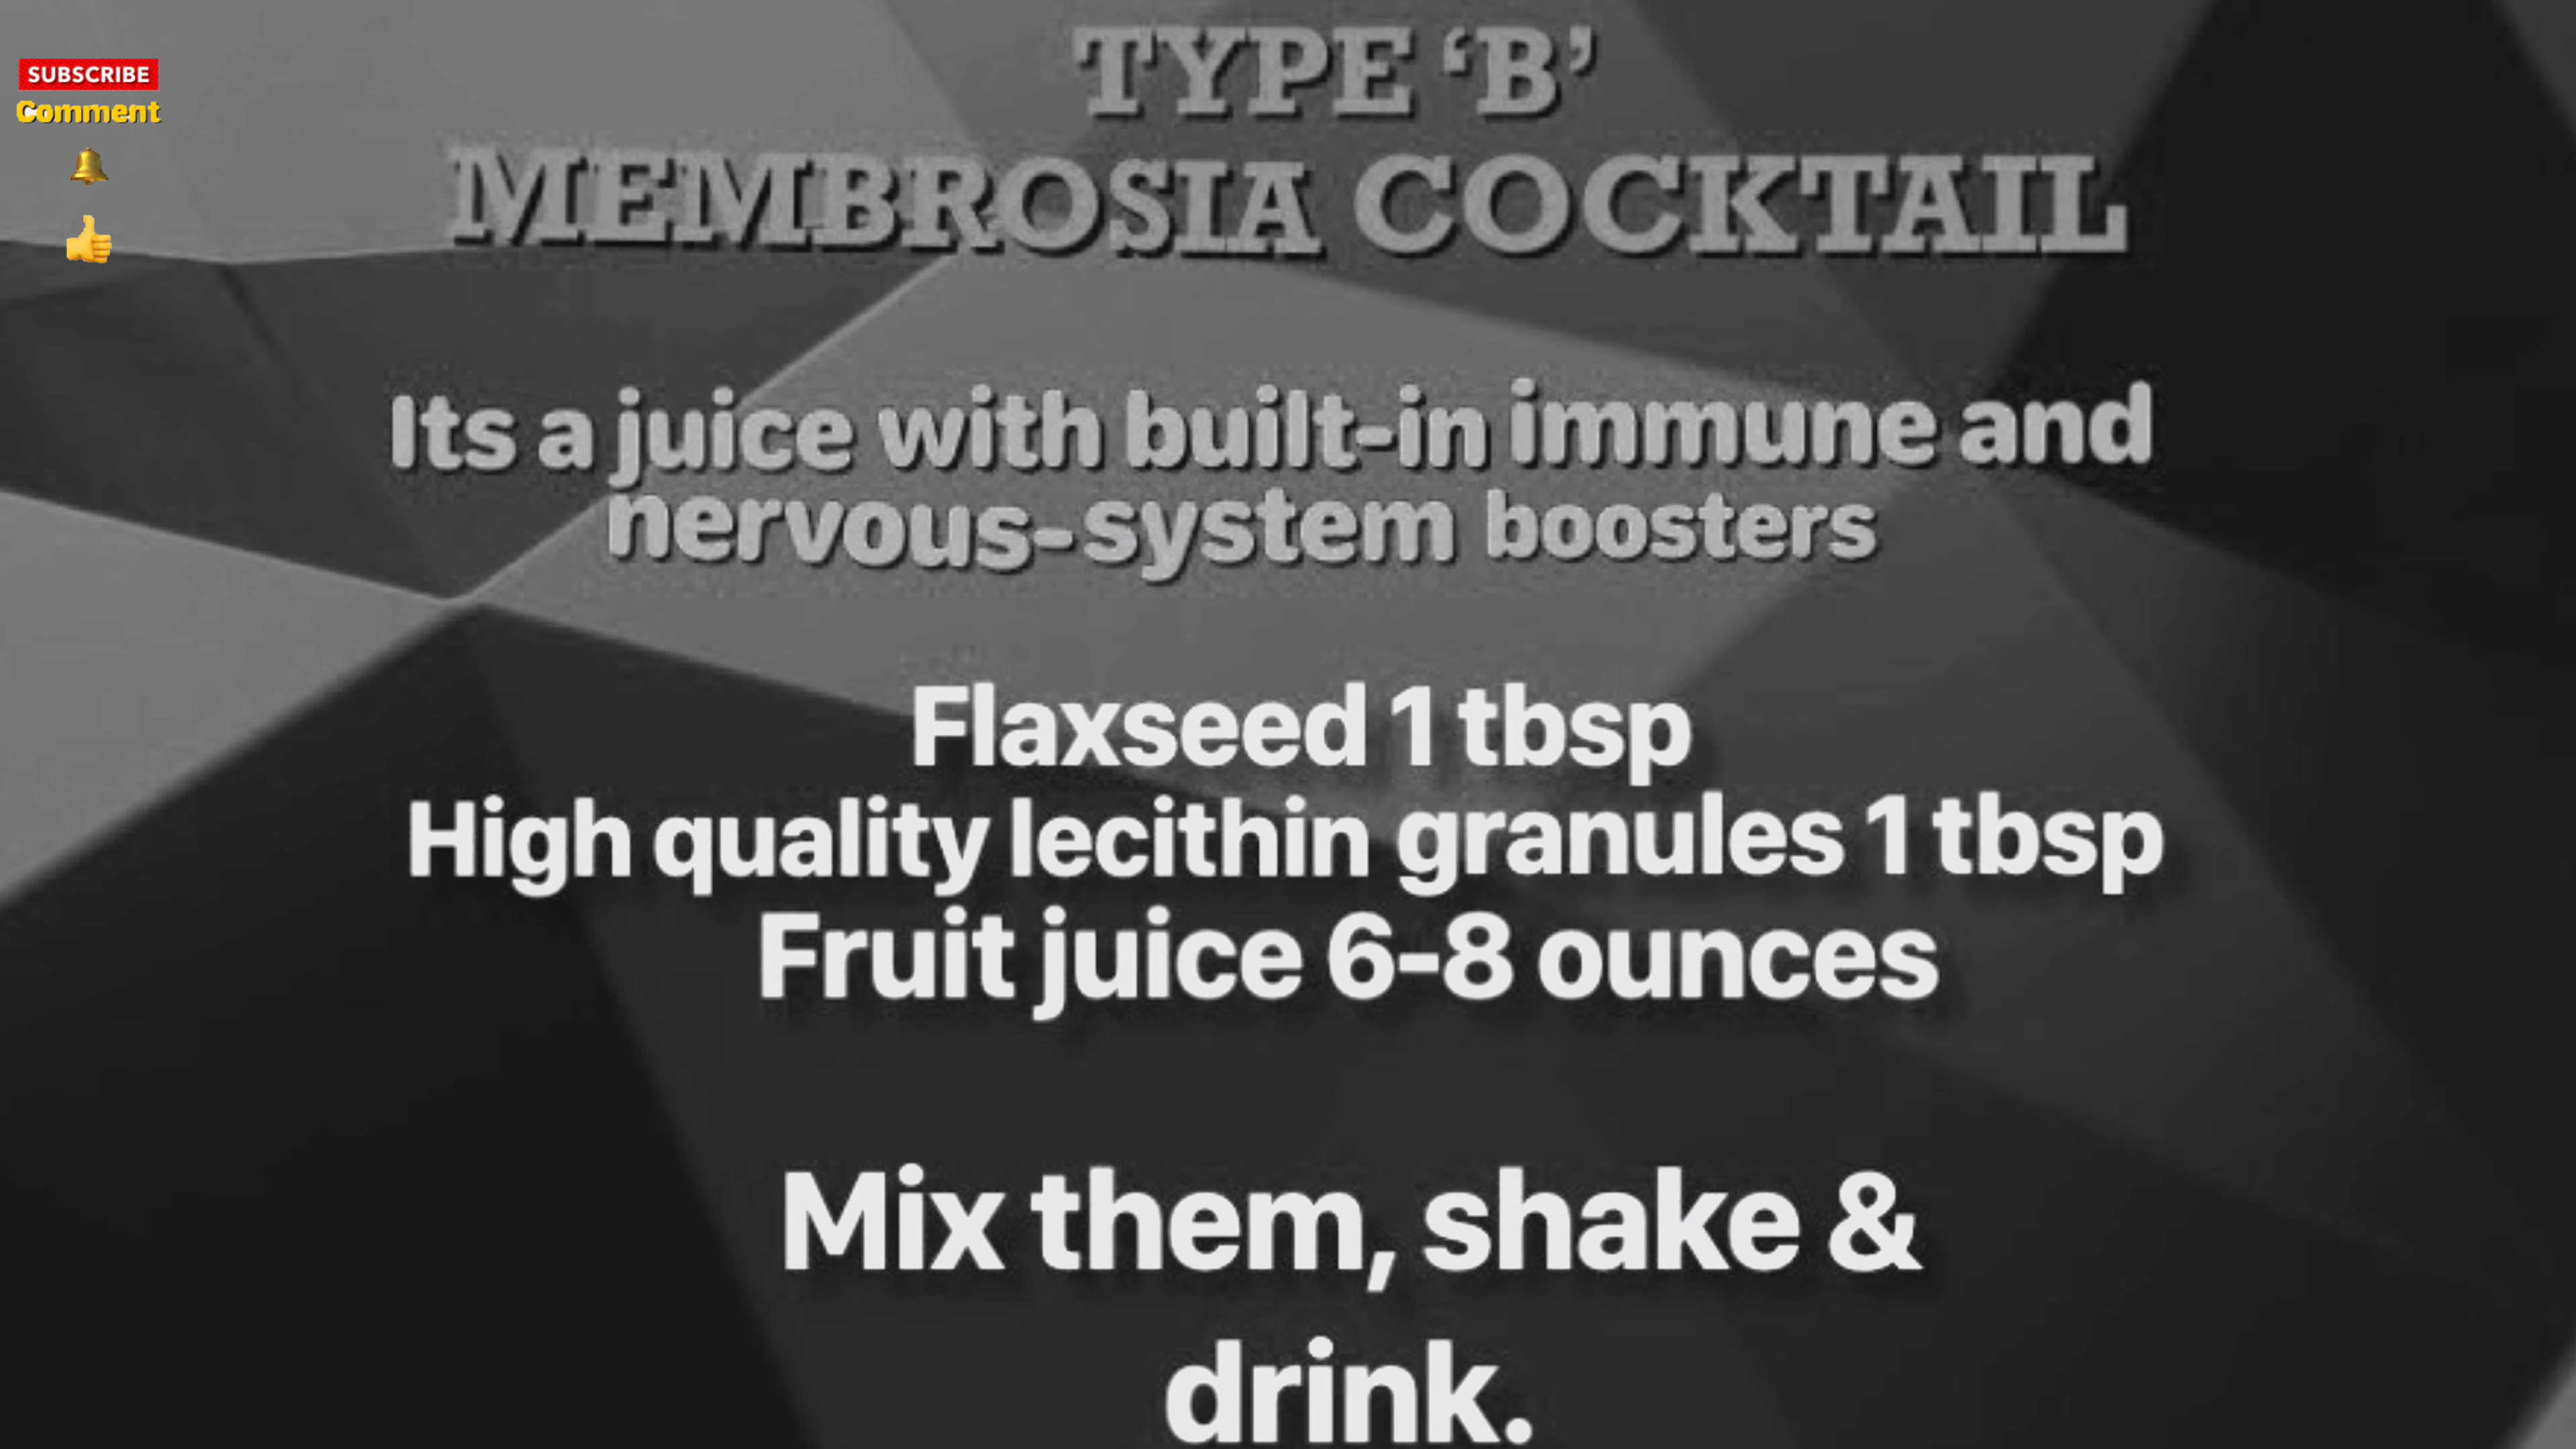 SUBSCRIBE
Comment
TYPE ‘B’
MEMBROSIA COCKTAIL
Its a juice with built-in immune and
nervous-system boosters
Flaxseed 1 tbsp
High quality lecithin granules 1 tbsp
Fruit juice 6-8 ounces
Mix them, shake &
drink.